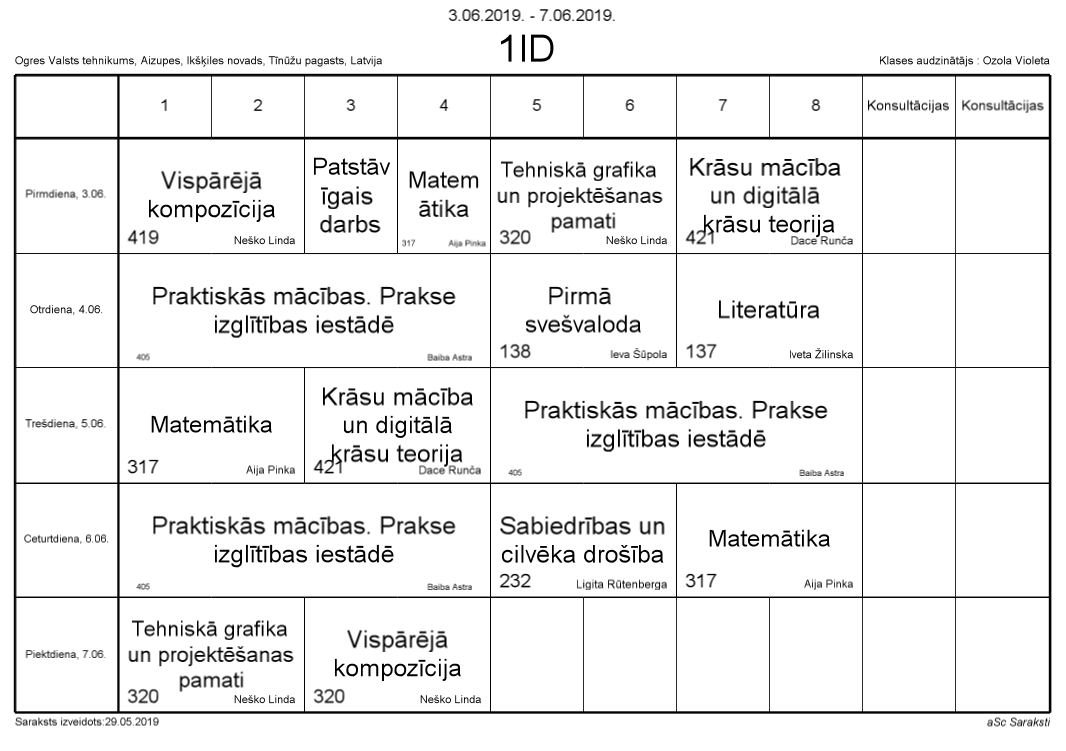 3.06.2019. - 7.06.2019.
1ID
Ogres Valsts tehnikums, Aizupes, Ikšķiles novads, Tīnūžu pagasts, Latvija
Klases audzinātājs : Ozola Violeta
1 2 3 4 5 6 7 8 Konsultācijas Konsultācijas
Pirmdiena, 3.06.
Vispārējā
kompozīcija
419 Neško Linda
Patstāv
īgais
darbs
Matem
ātika
317 Aija Pinka
Tehniskā grafika
un projektēšanas
pamati
320 Neško Linda
Krāsu mācība
un digitālā
krāsu teorija
421 Dace Runča
Otrdiena, 4.06.
Praktiskās mācības. Prakse
izglītības iestādē
405 Baiba Astra
Pirmā
svešvaloda
138 Ieva Šūpola
Literatūra
137 Iveta Žilinska
Trešdiena, 5.06.
Matemātika
317 Aija Pinka
Krāsu mācība
un digitālā
krāsu teorija
421 Dace Runča
Praktiskās mācības. Prakse
izglītības iestādē
405 Baiba Astra
Ceturtdiena, 6.06.
Praktiskās mācības. Prakse
izglītības iestādē
405 Baiba Astra
Sabiedrības un
cilvēka drošība
232 Ligita Rūtenberga
Matemātika
317 Aija Pinka
Piektdiena, 7.06.
Tehniskā grafika
un projektēšanas
pamati
320 Neško Linda
Vispārējā
kompozīcija
320 Neško Linda
Saraksts izveidots:29.05.2019
aSc Saraksti